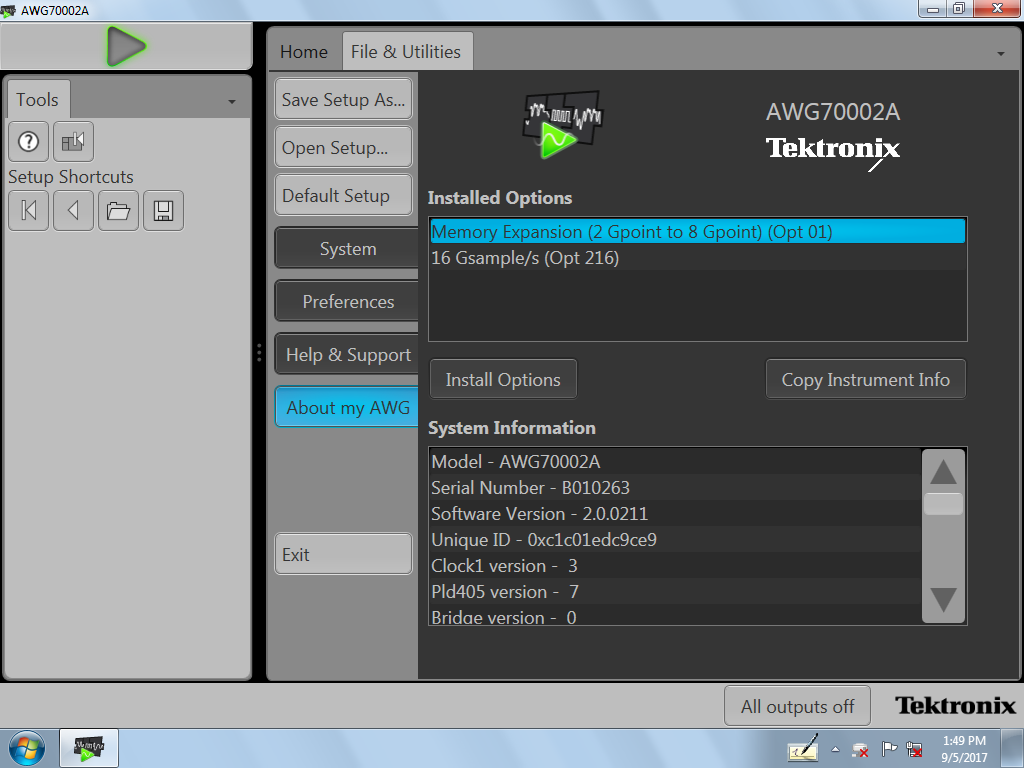 AWG70002A
Home
File & Utilities
Tools
Setup Shortcuts
Save Setup As...
Open Setup...
Default Setup
System
Preferences
Help & Support
About my AWG
Exit
AWG70002A
Tektronix
Installed Options
Memory Expansion (2 Gpoint to 8 Gpoint) (Opt 01)
16 Gsample/s (Opt 216)
Install Options
Copy Instrument Info
System Information
Model - AWG70002A
Serial Number - B010263
Software Version - 2.0.0211
Unique ID - 0xc1c01edc9ce9
Clock1 version -  3
Pld405 version -  7
Bridge version -  0
All outputs off
Tektronix
1:49 PM
9/5/2017